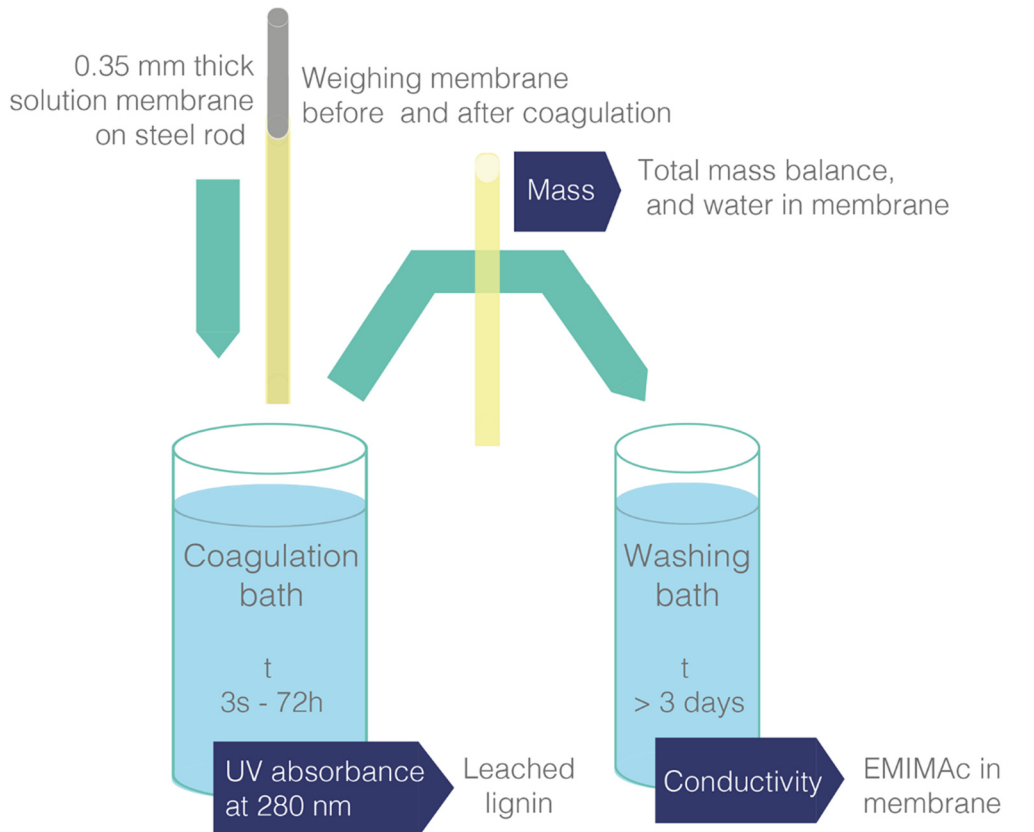 0.35 mm thick
solution membrane
on steel rod
Weighing membrane
before and after coagulation
Mass
Total mass balance,
and water in membrane
Coagulation
bath
t
3s - 72h
UV absorbance
at 280 nm
Leached
lignin
Washing
bath
t
> 3 days
Conductivity
EMIMAc in
membrane